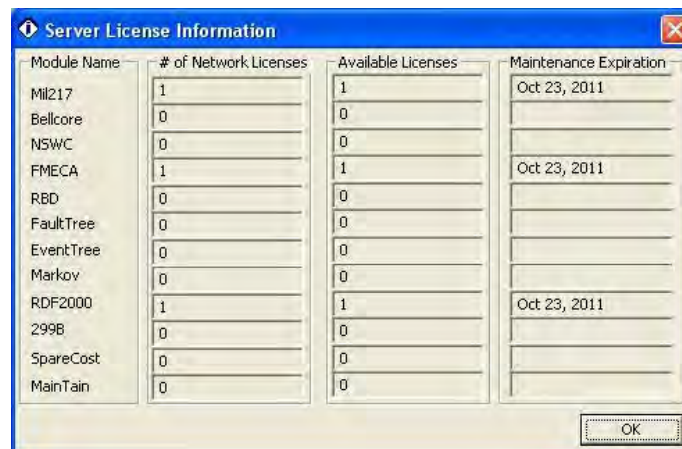 Server License Information
Module Name # of Network Licenses Available Licenses Maintenance Expiration
Mil217 1 1 Oct 23, 2011
Bellcore 0 0
NSWC 0 0
FMECA 1 1 Oct 23, 2011
RBD 0 0
FaultTree 0 0
EventTree 0 0
Markov 0 0
RDF2000 1 1 Oct 23, 2011
299B 0 0
SpareCost 0 0
MainTain 0 0
OK